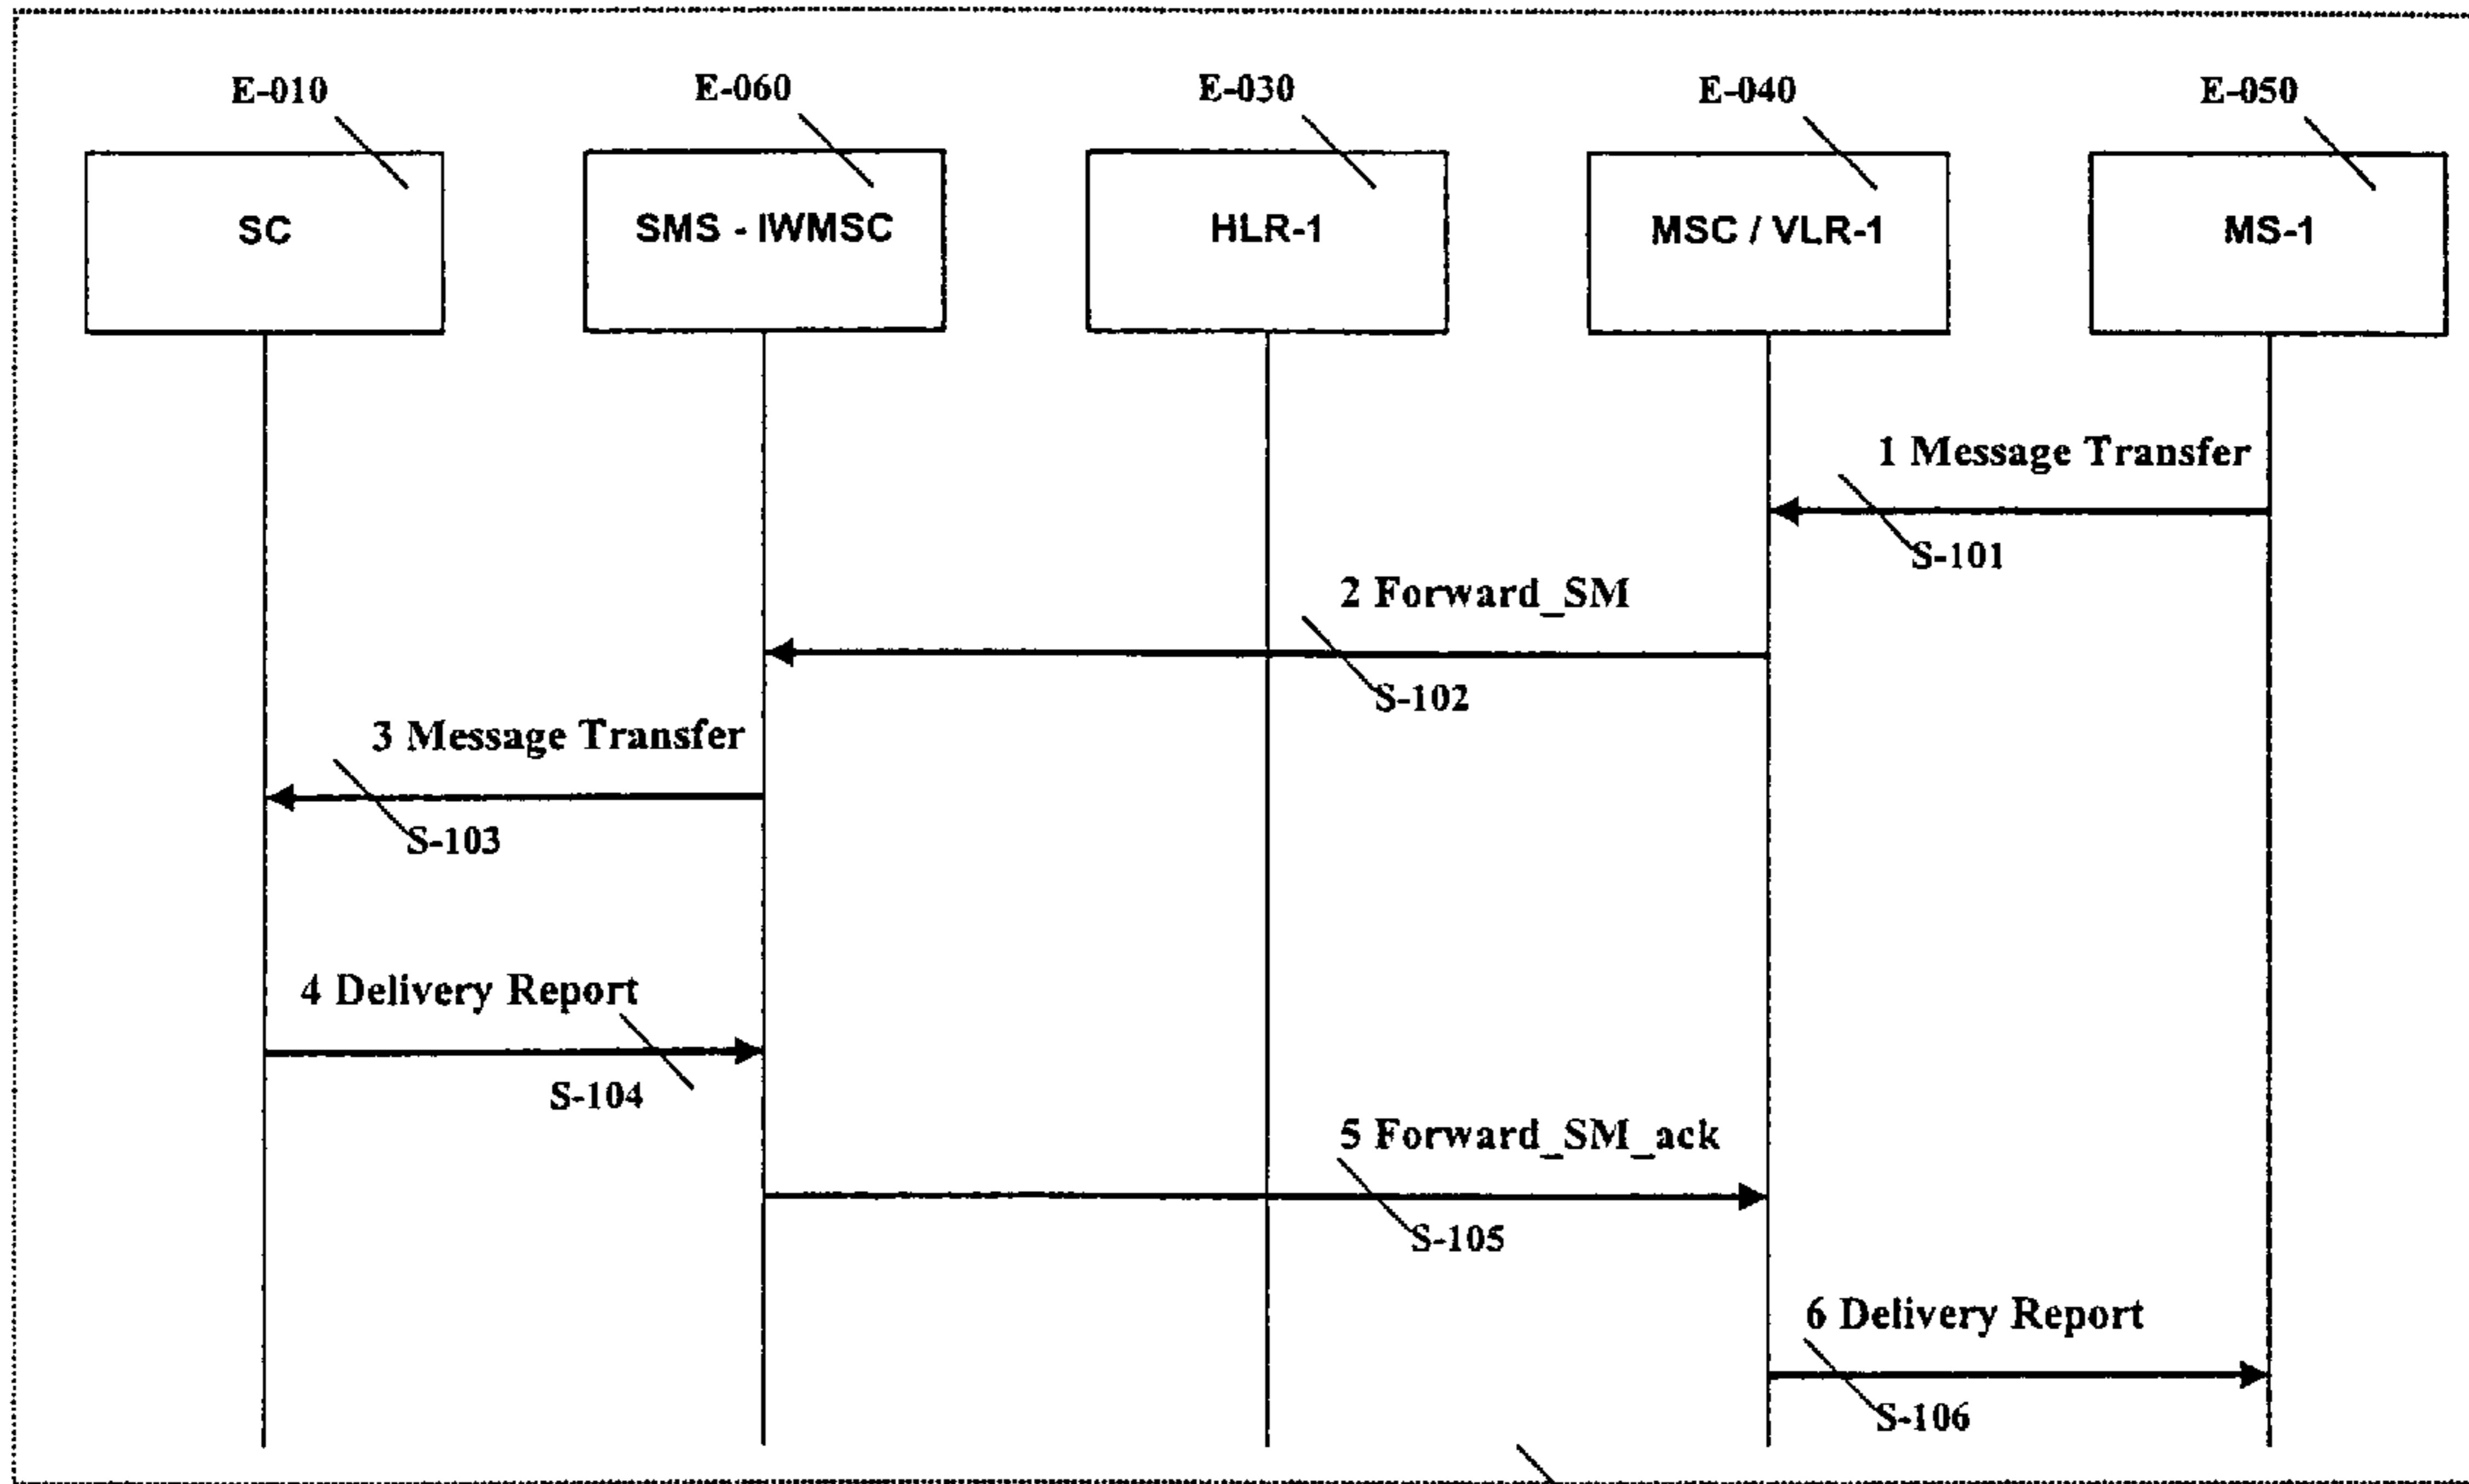 E-010 E-060 E-030 E-040 E-050
SC SMS - IWMSC HLR-1 MSC / VLR-1 MS-1
1 Message Transfer
S-101
2 Forward_SM
S-102
3 Message Transfer
S-103
4 Delivery Report
S-104
5 Forward_SM_ack
S-105
6 Delivery Report
S-106